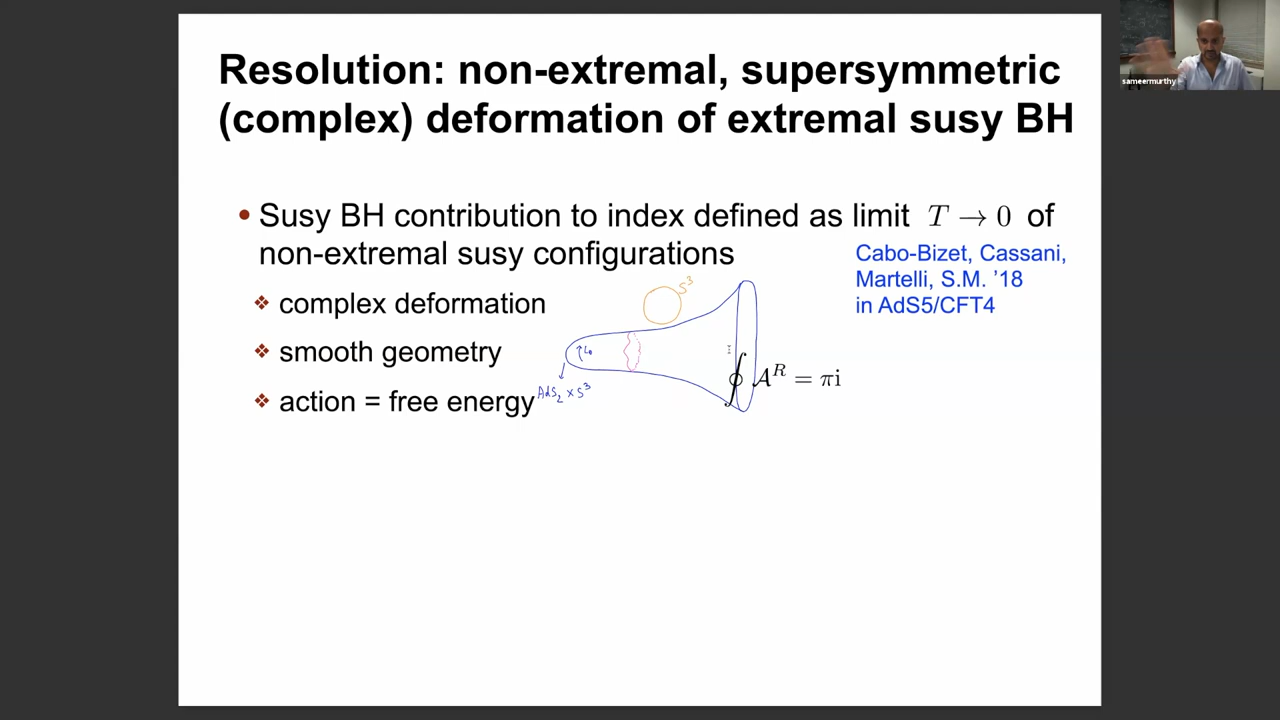 sameermurthy
Resolution: non-extremal, supersymmetric
(complex) deformation of extremal susy BH
• Susy BH contribution to index defined as limit T → 0 of
non-extremal susy configurations
Cabo-Bizet, Cassani,
Martelli, S.M. ’18
in AdS5/CFT4
❖ complex deformation
S³
❖ smooth geometry
∮ A^R = πi
❖ action = free energy
AdS₂ × S³